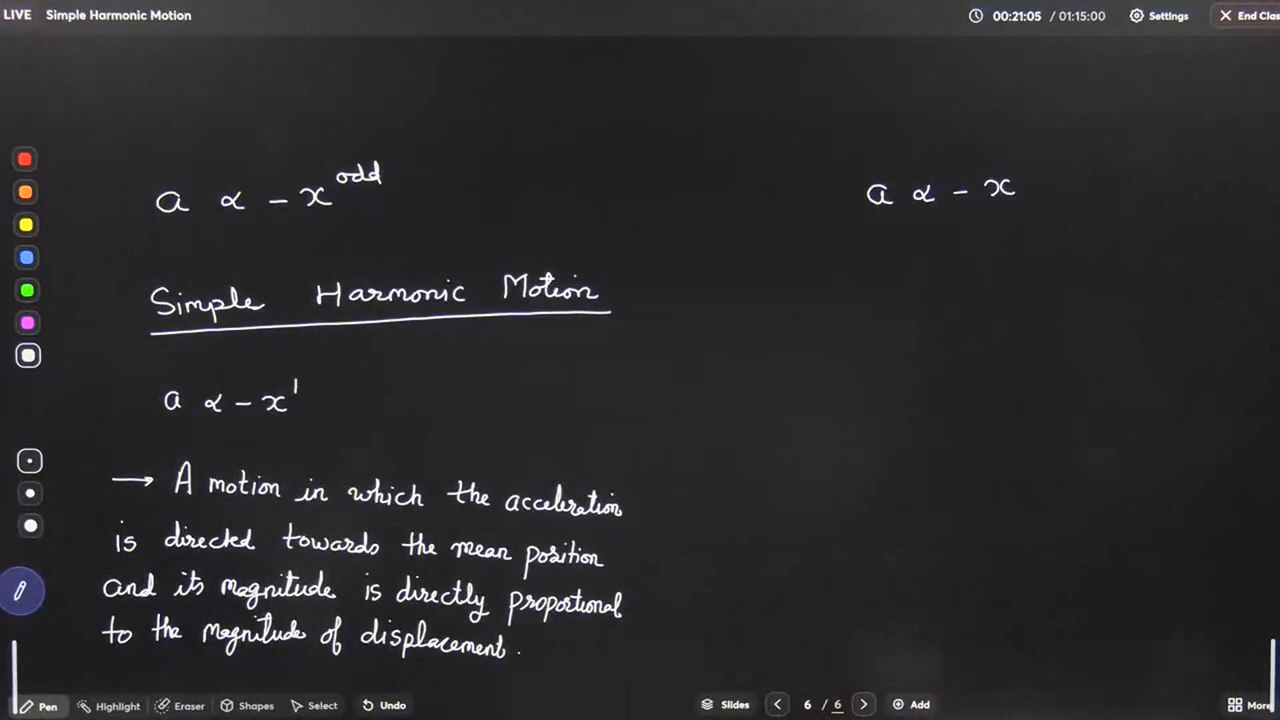 LIVE Simple Harmonic Motion 00:21:05 / 01:15:00 Settings End Clas
a ∝ - x^odd
a ∝ - x
Simple Harmonic Motion
a ∝ - x^1
→ A motion in which the acceleration
is directed towards the mean position
and its magnitude is directly proportional
to the magnitude of displacement.
Pen Highlight Eraser Shapes Select Undo Slides 6 / 6 Add More